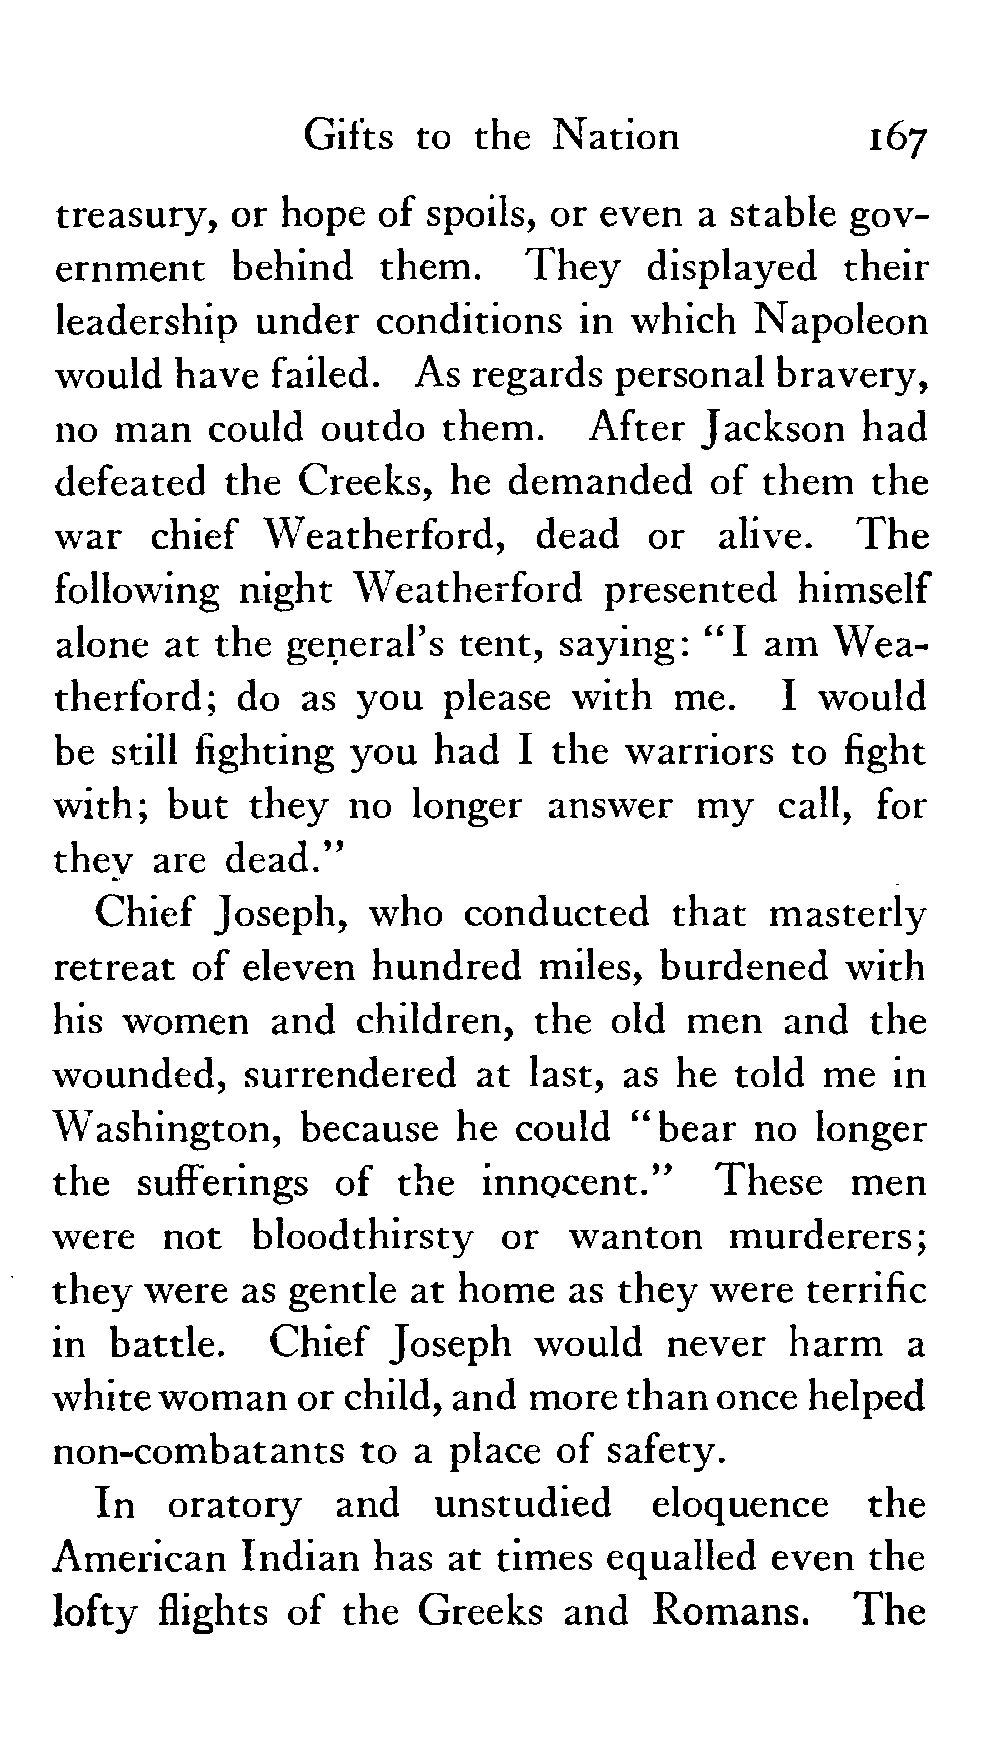 Gifts to the Nation 167
treasury, or hope of spoils, or even a stable gov-
ernment behind them. They displayed their
leadership under conditions in which Napoleon
would have failed. As regards personal bravery,
no man could outdo them. After Jackson had
defeated the Creeks, he demanded of them the
war chief Weatherford, dead or alive. The
following night Weatherford presented himself
alone at the general's tent, saying: "I am Wea-
therford; do as you please with me. I would
be still fighting you had I the warriors to fight
with; but they no longer answer my call, for
they are dead."
Chief Joseph, who conducted that masterly
retreat of eleven hundred miles, burdened with
his women and children, the old men and the
wounded, surrendered at last, as he told me in
Washington, because he could "bear no longer
the sufferings of the innocent." These men
were not bloodthirsty or wanton murderers;
they were as gentle at home as they were terrific
in battle. Chief Joseph would never harm a
white woman or child, and more than once helped
non-combatants to a place of safety.
In oratory and unstudied eloquence the
American Indian has at times equalled even the
lofty flights of the Greeks and Romans. The